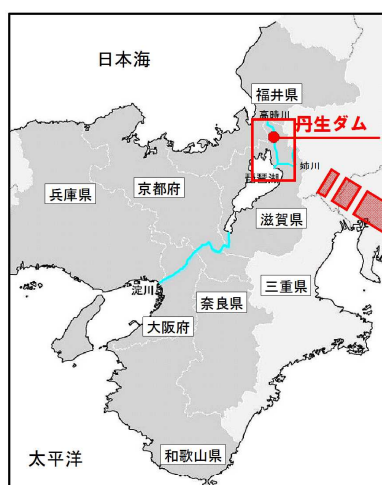 日本海
福井県
高時川
丹生ダム
姉川
琵琶湖
京都府
兵庫県
滋賀県
淀川
奈良県
三重県
大阪府
和歌山県
太平洋